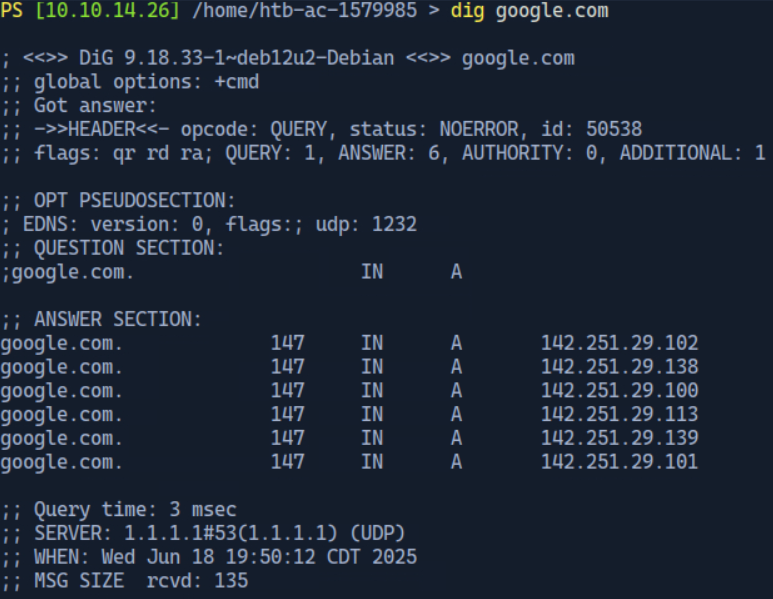 PS [10.10.14.26] /home/htb-ac-1579985 > dig google.com
; <<>> DiG 9.18.33-1~deb12u2-Debian <<>> google.com
;; global options: +cmd
;; Got answer:
;; ->>HEADER<<- opcode: QUERY, status: NOERROR, id: 50538
;; flags: qr rd ra; QUERY: 1, ANSWER: 6, AUTHORITY: 0, ADDITIONAL: 1
;; OPT PSEUDOSECTION:
; EDNS: version: 0, flags:; udp: 1232
;; QUESTION SECTION:
;google.com. IN A
;; ANSWER SECTION:
google.com. 147 IN A 142.251.29.102
google.com. 147 IN A 142.251.29.138
google.com. 147 IN A 142.251.29.100
google.com. 147 IN A 142.251.29.113
google.com. 147 IN A 142.251.29.139
google.com. 147 IN A 142.251.29.101
;; Query time: 3 msec
;; SERVER: 1.1.1.1#53(1.1.1.1) (UDP)
;; WHEN: Wed Jun 18 19:50:12 CDT 2025
;; MSG SIZE rcvd: 135